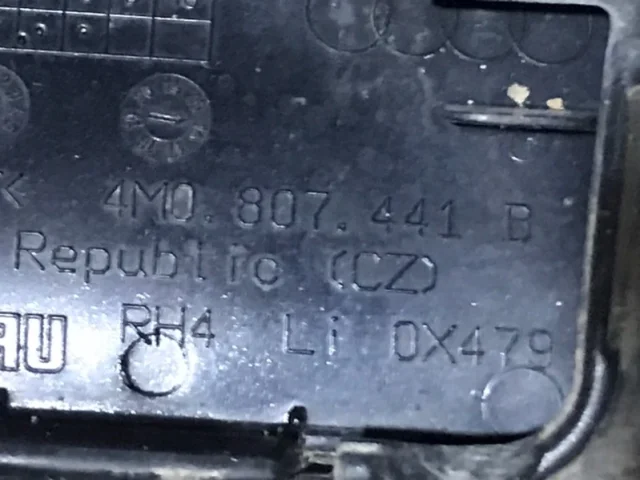 4M0.807.441 B
Republic (CZ)
RH4 Li 0X479